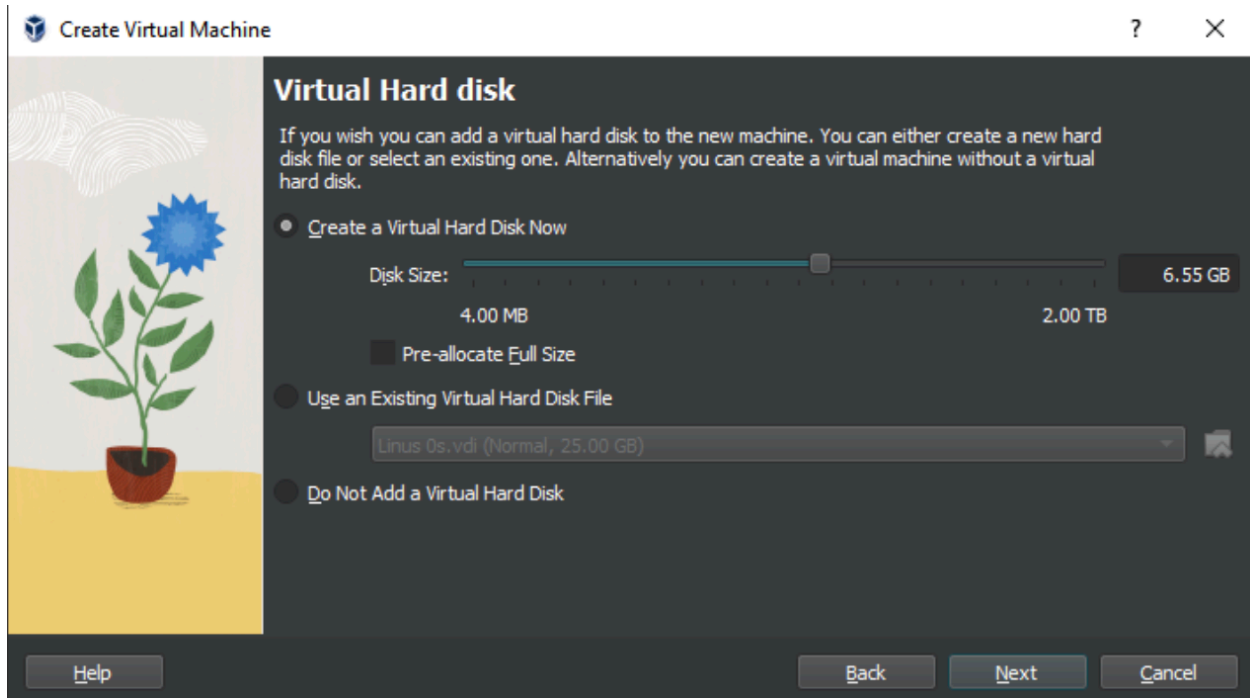 Create Virtual Machine
?
Virtual Hard disk
If you wish you can add a virtual hard disk to the new machine. You can either create a new hard
disk file or select an existing one. Alternatively you can create a virtual machine without a virtual
hard disk.
Create a Virtual Hard Disk Now
Disk Size:
6.55 GB
4.00 MB
2.00 TB
Pre-allocate Full Size
Use an Existing Virtual Hard Disk File
Linus 0s.vdi (Normal, 25.00 GB)
Do Not Add a Virtual Hard Disk
Help
Back
Next
Cancel